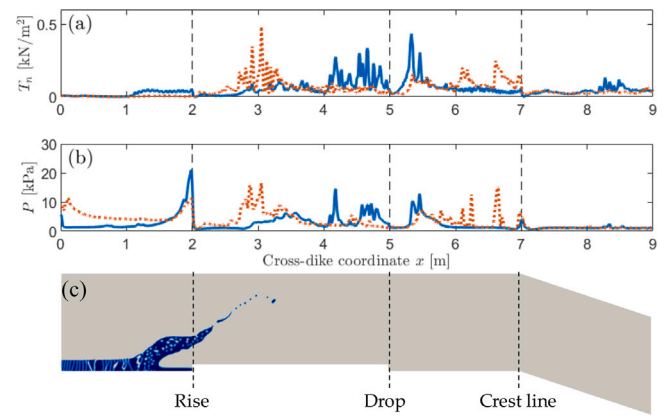 (a)
T_n [kN/m²]
0.5
0
0 1 2 3 4 5 6 7 8 9
(b)
P [kPa]
30
20
10
0
0 1 2 3 4 5 6 7 8 9
Cross-dike coordinate x [m]
(c)
Rise Drop Crest line